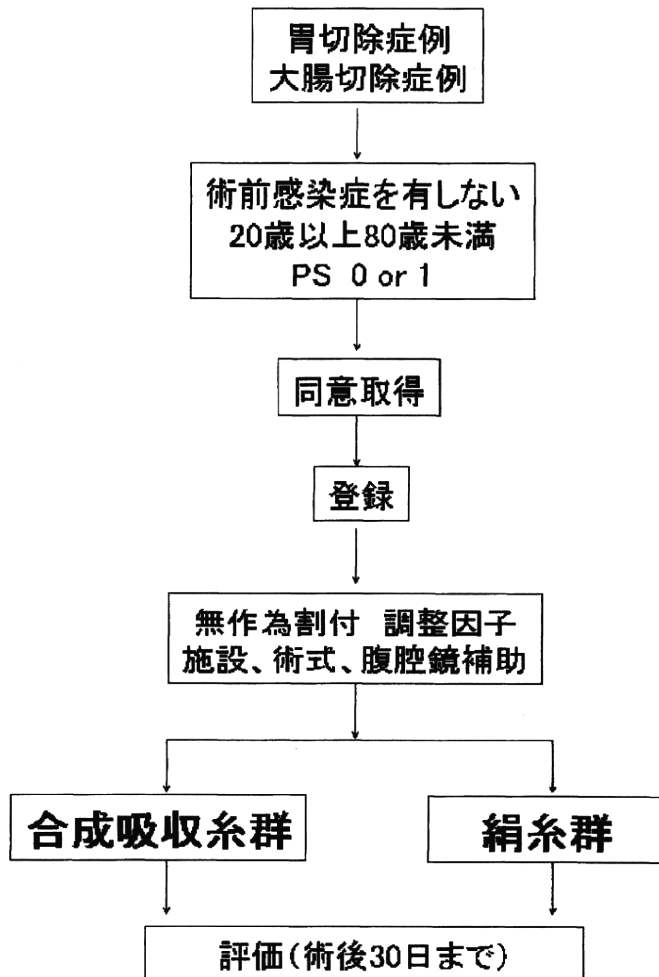 胃切除症例
大腸切除症例
術前感染症を有しない
20歳以上80歳未満
PS 0 or 1
同意取得
登録
無作為割付 調整因子
施設、術式、腹腔鏡補助
合成吸収糸群
絹糸群
評価(術後30日まで)